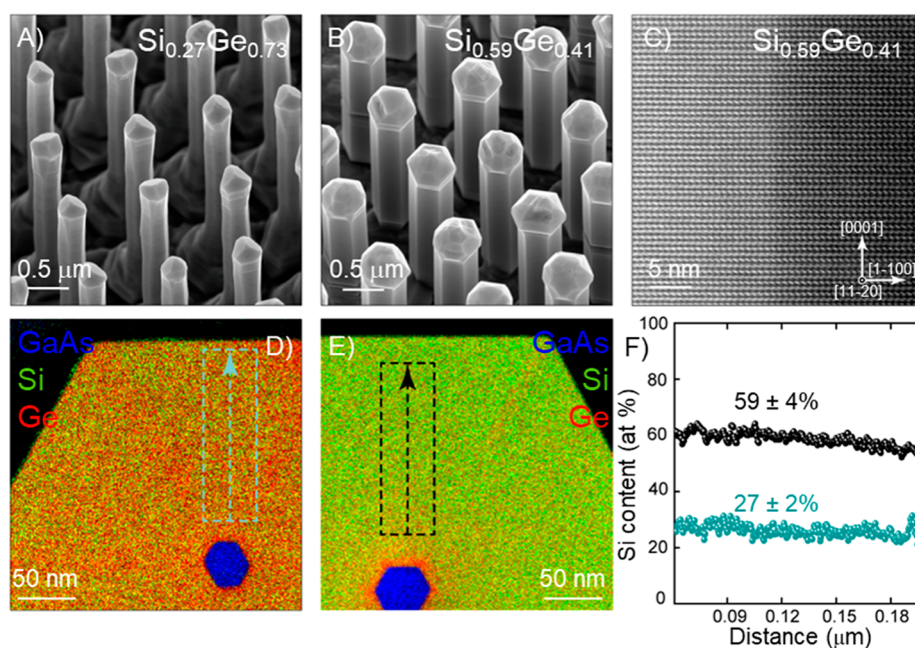 A) Si0.27Ge0.73
0.5 μm
B) Si0.59Ge0.41
0.5 μm
C) Si0.59Ge0.41
[0001]
[1-100]
[11-20]
5 nm
GaAs D)
Si
Ge
50 nm
E) GaAs
Si
Ge
50 nm
F)
100
80
60
40
20
0
Si content (at %)
59 ± 4%
27 ± 2%
0.09 0.12 0.15 0.18
Distance (μm)